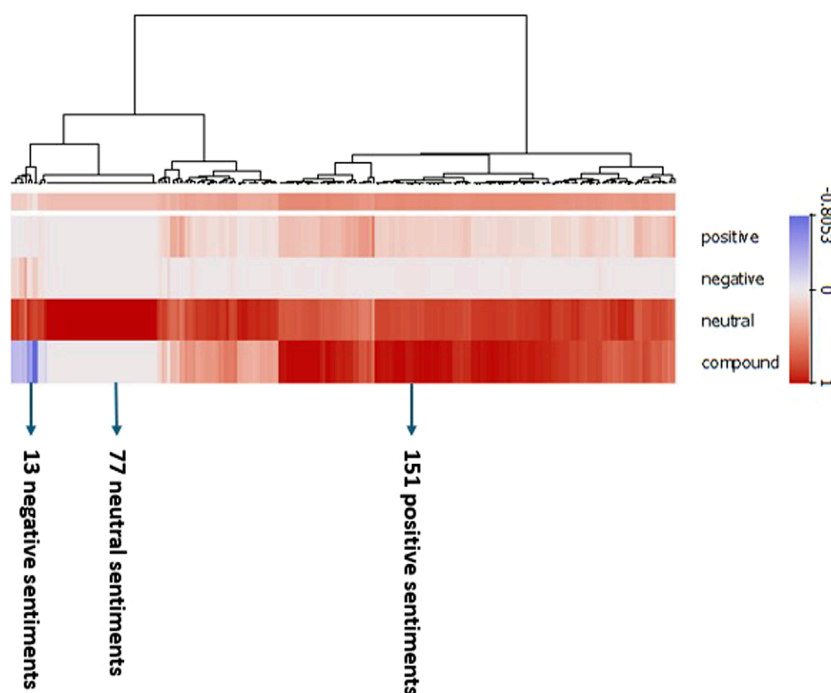 positive
negative
neutral
compound
-0.8053
0
1
13 negative sentiments
77 neutral sentiments
151 positive sentiments